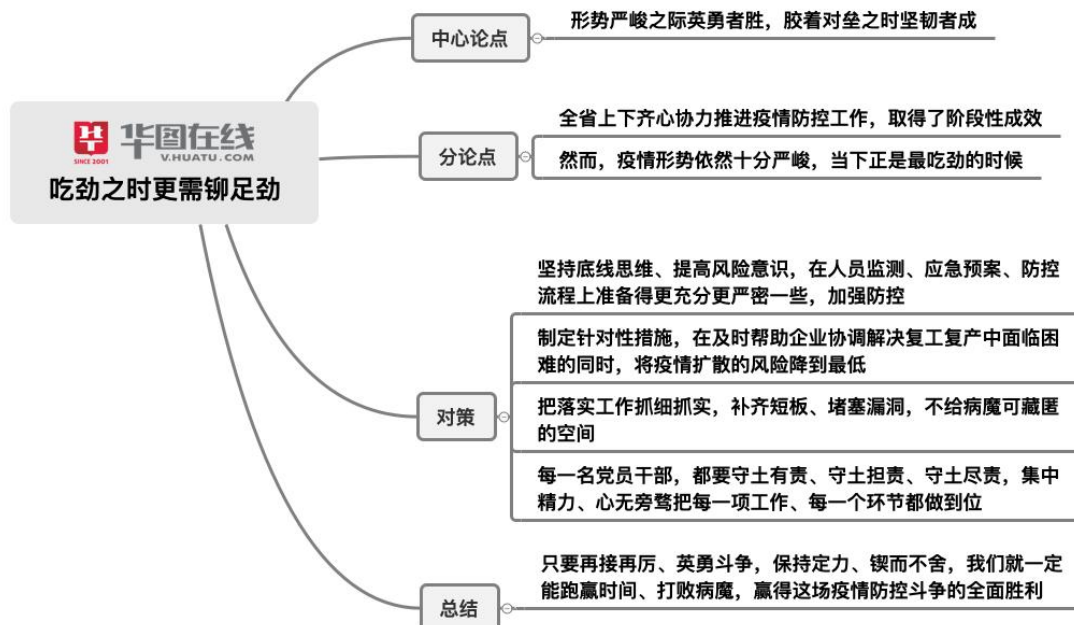 华图在线
SINCE 2001
V.HUATU.COM
吃劲之时更需铆足劲
中心论点
形势严峻之际英勇者胜，胶着对垒之时坚韧者成
分论点
全省上下齐心协力推进疫情防控工作，取得了阶段性成效
然而，疫情形势依然十分严峻，当下正是最吃劲的时候
对策
坚持底线思维、提高风险意识，在人员监测、应急预案、防控
流程上准备得更充分更严密一些，加强防控
制定针对性措施，在及时帮助企业协调解决复工复产中面临困
难的同时，将疫情扩散的风险降到最低
把落实工作抓细抓实，补齐短板、堵塞漏洞，不给病魔可藏匿
的空间
每一名党员干部，都要守土有责、守土担责、守土尽责，集中
精力、心无旁骛把每一项工作、每一个环节都做到位
总结
只要再接再厉、英勇斗争，保持定力、锲而不舍，我们就一定
能跑赢时间、打败病魔，赢得这场疫情防控斗争的全面胜利